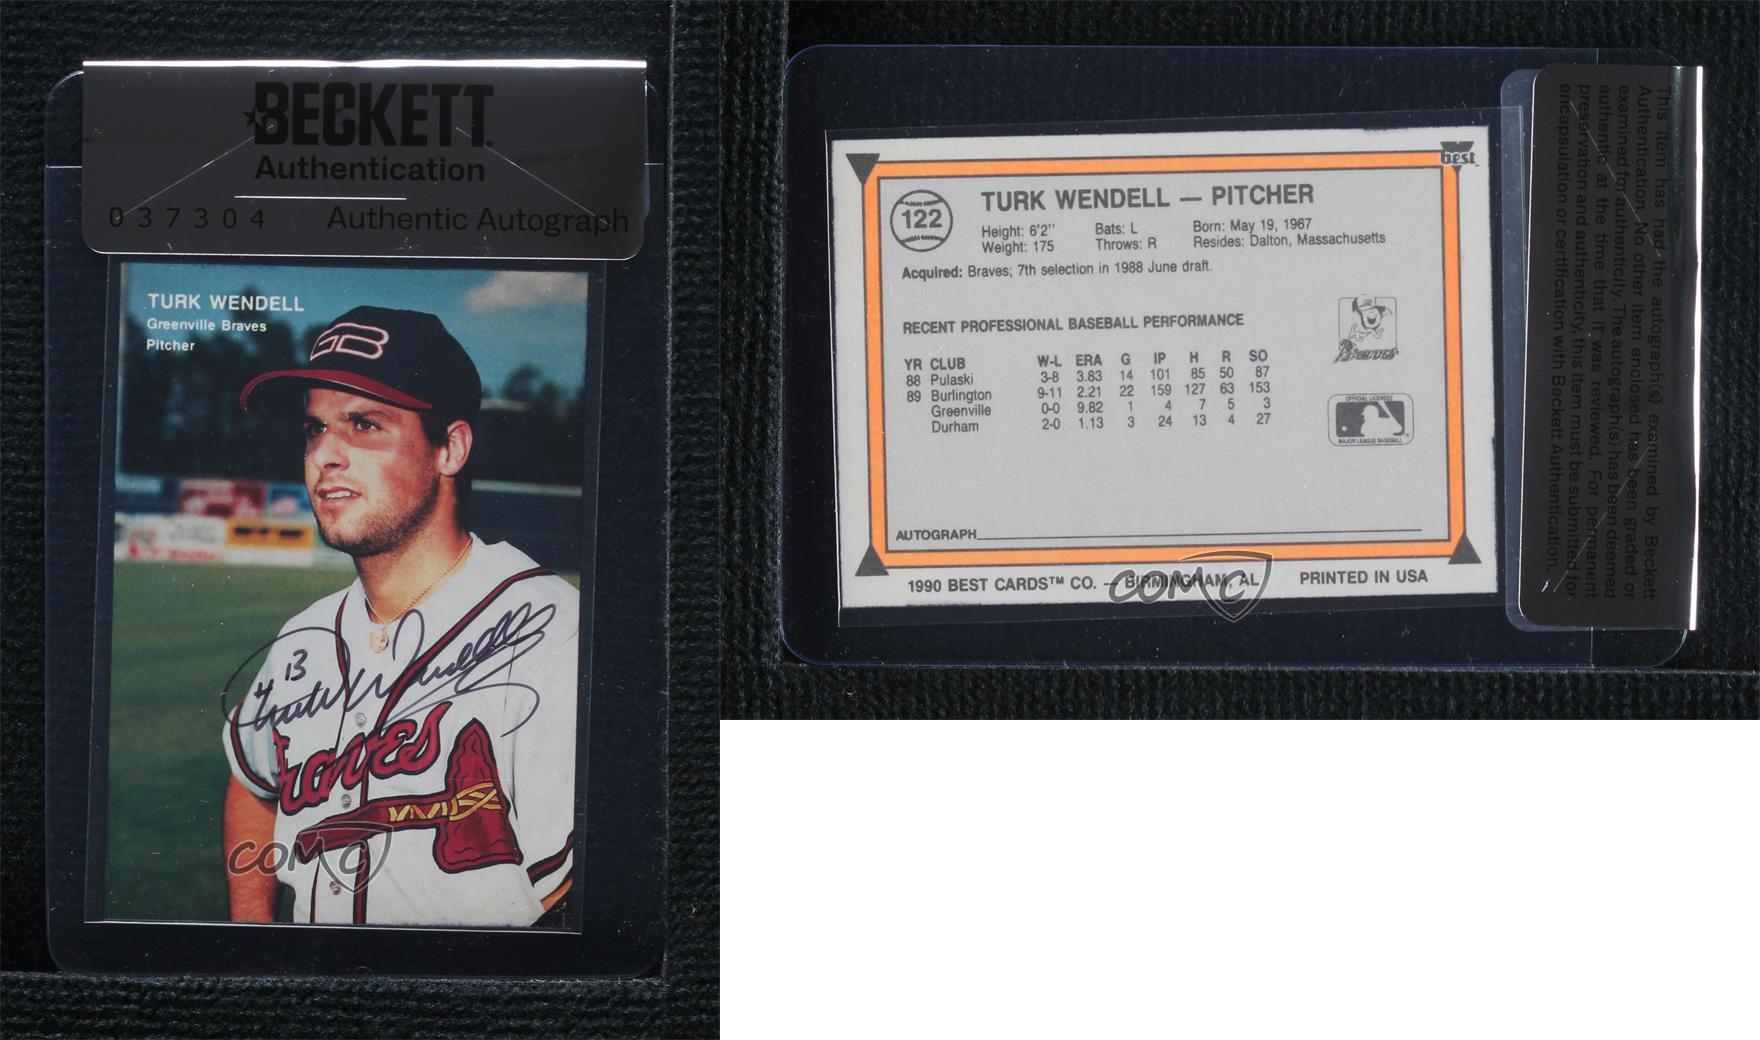 BECKETT
Authentication
037304 Authentic Autograph
TURK WENDELL
Greenville Braves
Pitcher
GB
13
Turk Wendell
Braves
COMC
best
122
TURK WENDELL — PITCHER
Height: 6'2" Bats: L Born: May 19, 1967
Weight: 175 Throws: R Resides: Dalton, Massachusetts
Acquired: Braves; 7th selection in 1988 June draft.
RECENT PROFESSIONAL BASEBALL PERFORMANCE
YR CLUB W-L ERA G IP H R SO
88 Pulaski 3-8 3.83 14 101 85 50 87
89 Burlington 9-11 2.21 22 159 127 63 153
Greenville 0-0 9.82 1 4 7 5 3
Durham 2-0 1.13 3 24 13 4 27
Braves
OFFICIAL LICENSEE
MAJOR LEAGUE BASEBALL
AUTOGRAPH
1990 BEST CARDS™ CO. — BIRMINGHAM, AL PRINTED IN USA
COMC
This item has had the autograph(s) examined by Beckett
Authentication. No other item enclosed has been graded or
examined for authenticity. The autograph(s) has been deemed
authentic at the time that it was reviewed. For permanent
preservation and authenticity, this item must be submitted for
encapsulation or certification with Beckett Authentication.